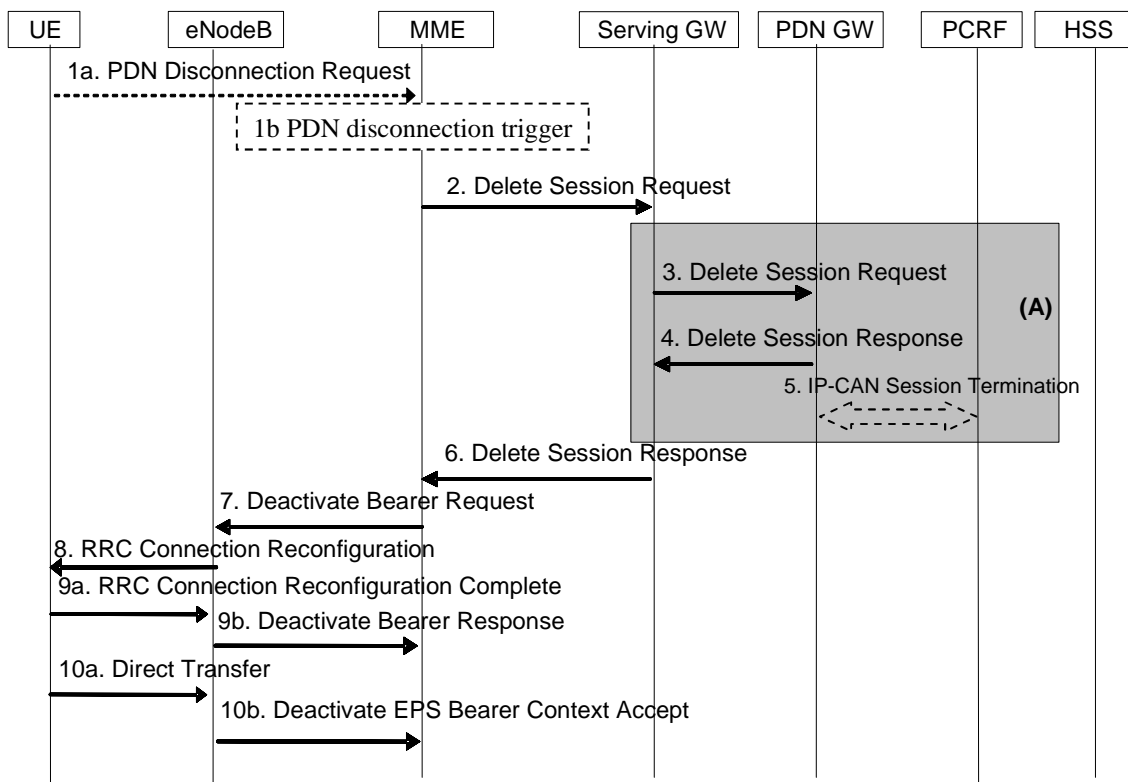 UE eNodeB MME Serving GW PDN GW PCRF HSS
1a. PDN Disconnection Request
1b PDN disconnection trigger
2. Delete Session Request
3. Delete Session Request
(A)
4. Delete Session Response
5. IP-CAN Session Termination
6. Delete Session Response
7. Deactivate Bearer Request
8. RRC Connection Reconfiguration
9a. RRC Connection Reconfiguration Complete
9b. Deactivate Bearer Response
10a. Direct Transfer
10b. Deactivate EPS Bearer Context Accept